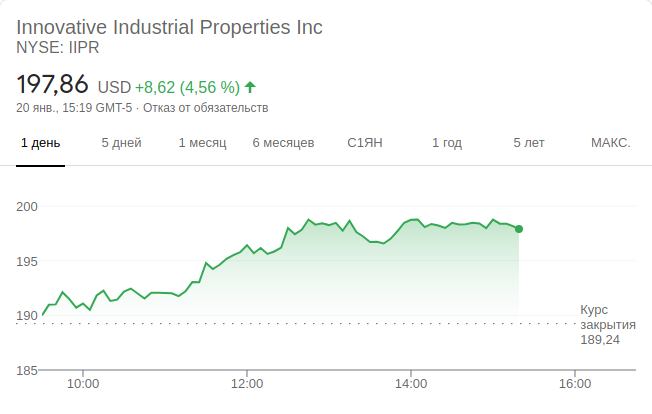 Innovative Industrial Properties Inc
NYSE: IIPR
197,86 USD +8,62 (4,56 %)
20 янв., 15:19 GMT-5 · Отказ от обязательств
1 день 5 дней 1 месяц 6 месяцев С1ЯН 1 год 5 лет МАКС.
200
195
190
185
Курс
закрытия
189,24
10:00 12:00 14:00 16:00